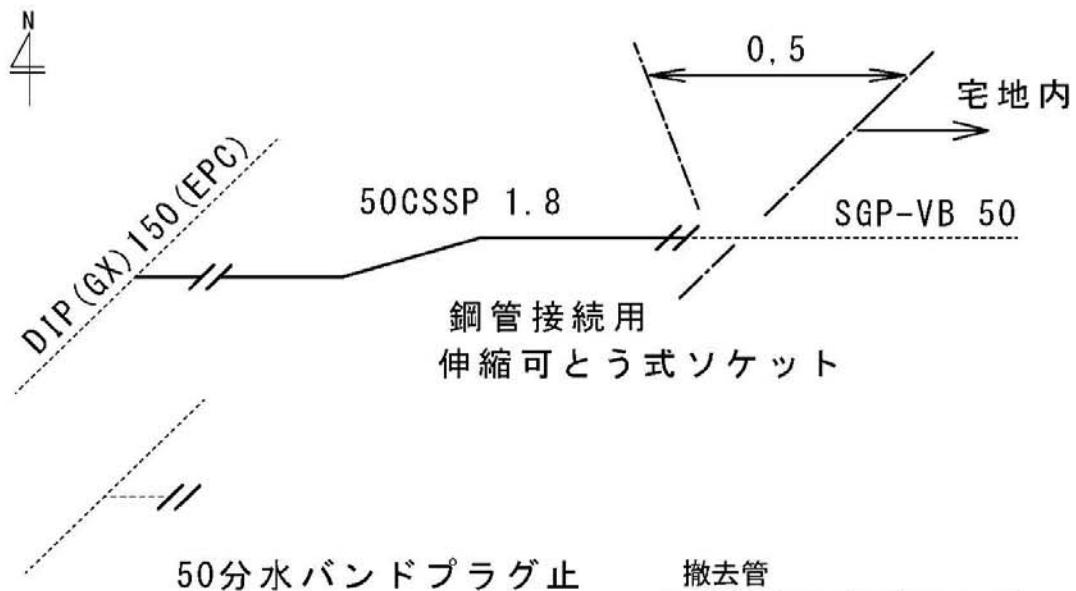 N
0,5
宅地内
DIP(GX)150(EPC)
50CSSP 1.8
SGP-VB 50
鋼管接続用
伸縮可とう式ソケット
50分水バンドプラグ止
撤去管